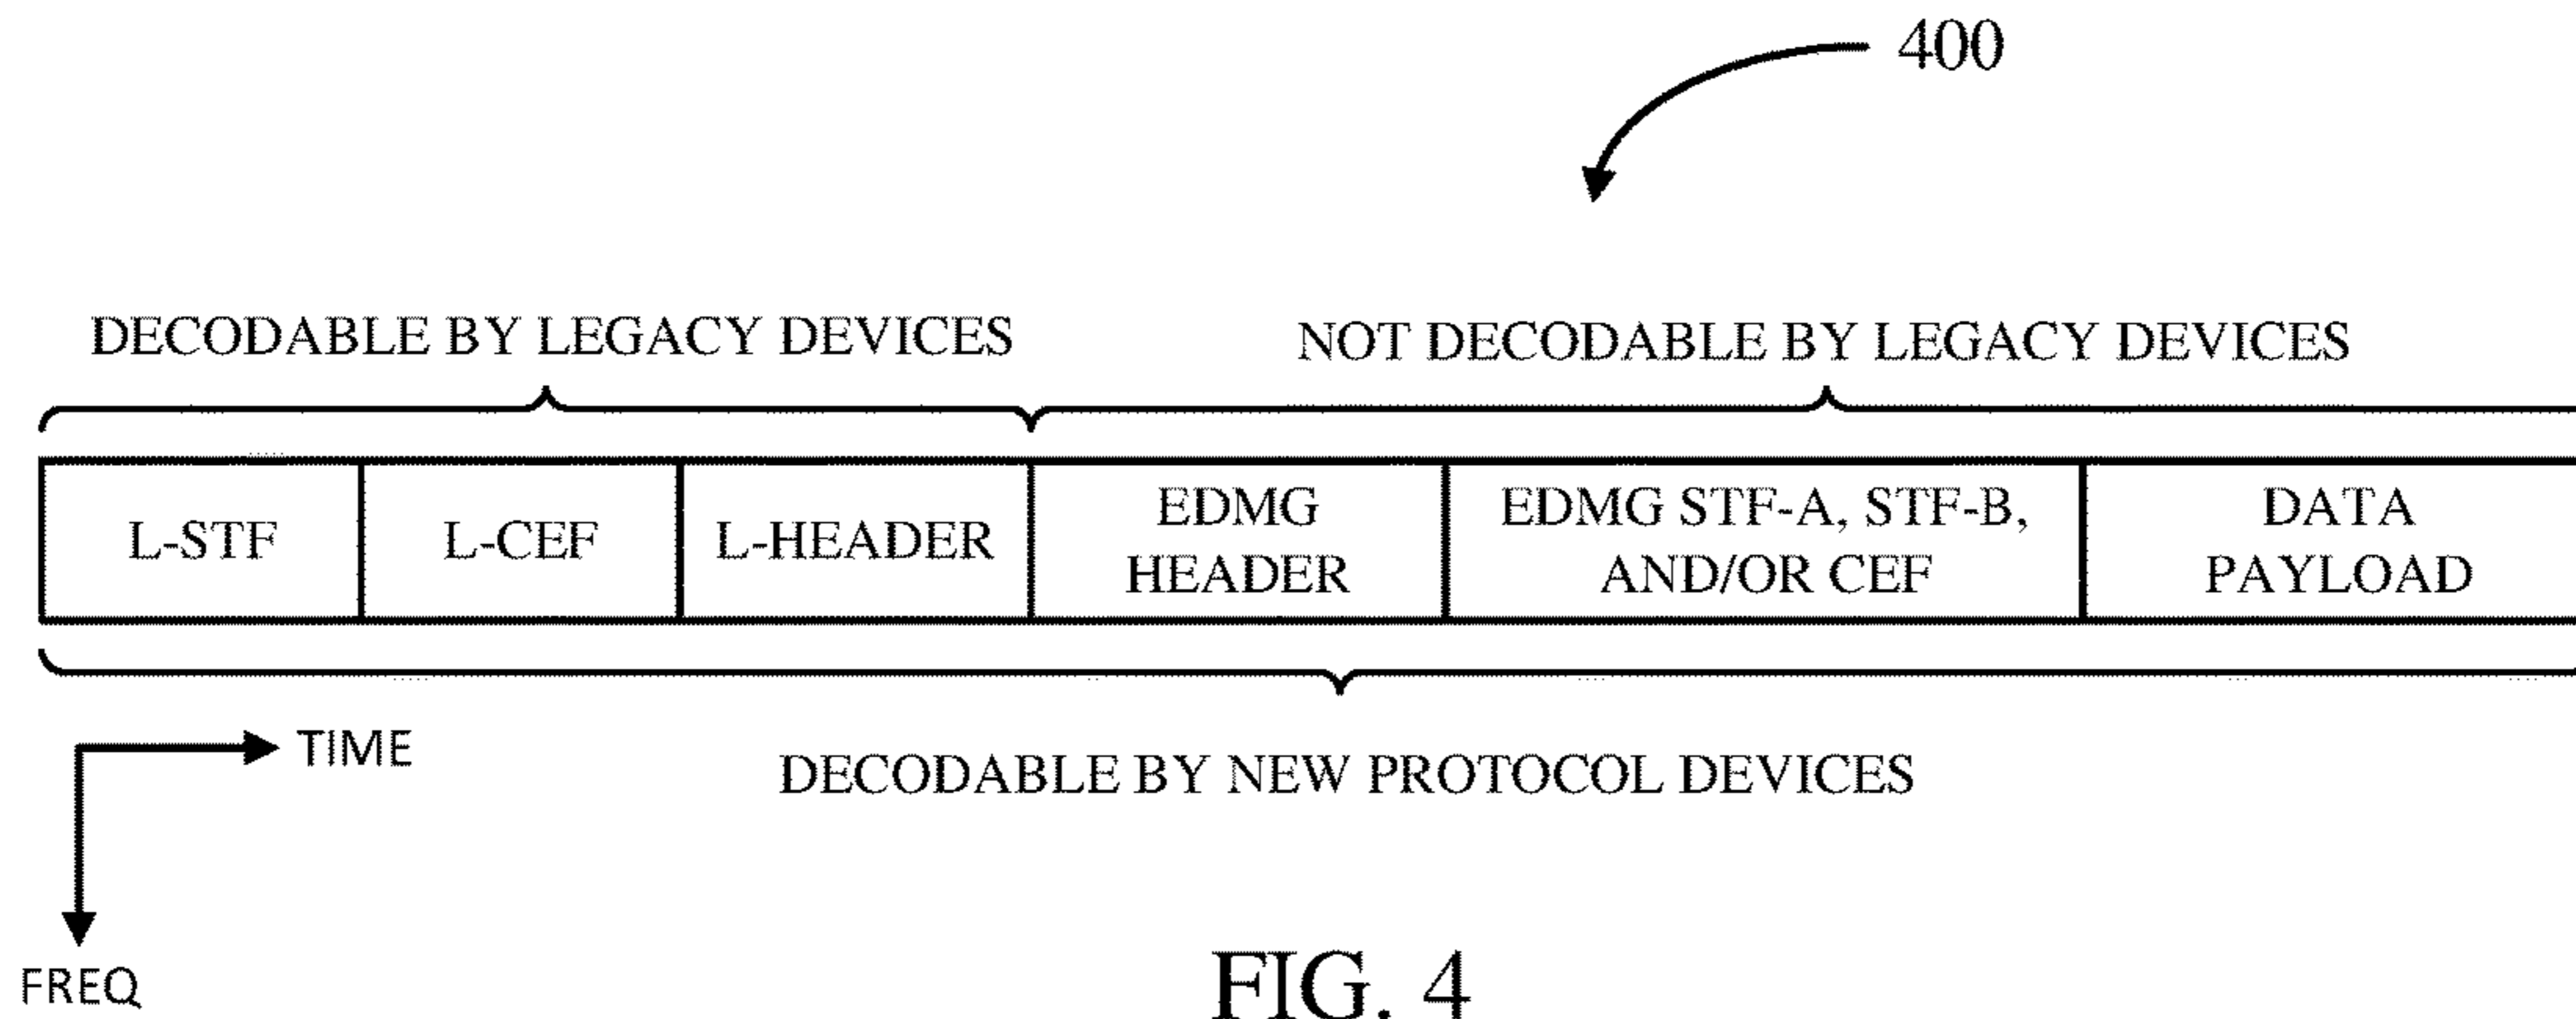 400
DECODABLE BY LEGACY DEVICES
NOT DECODABLE BY LEGACY DEVICES
L-STF
L-CEF
L-HEADER
EDMG
HEADER
EDMG STF-A, STF-B,
AND/OR CEF
DATA
PAYLOAD
TIME
DECODABLE BY NEW PROTOCOL DEVICES
FREQ
FIG. 4